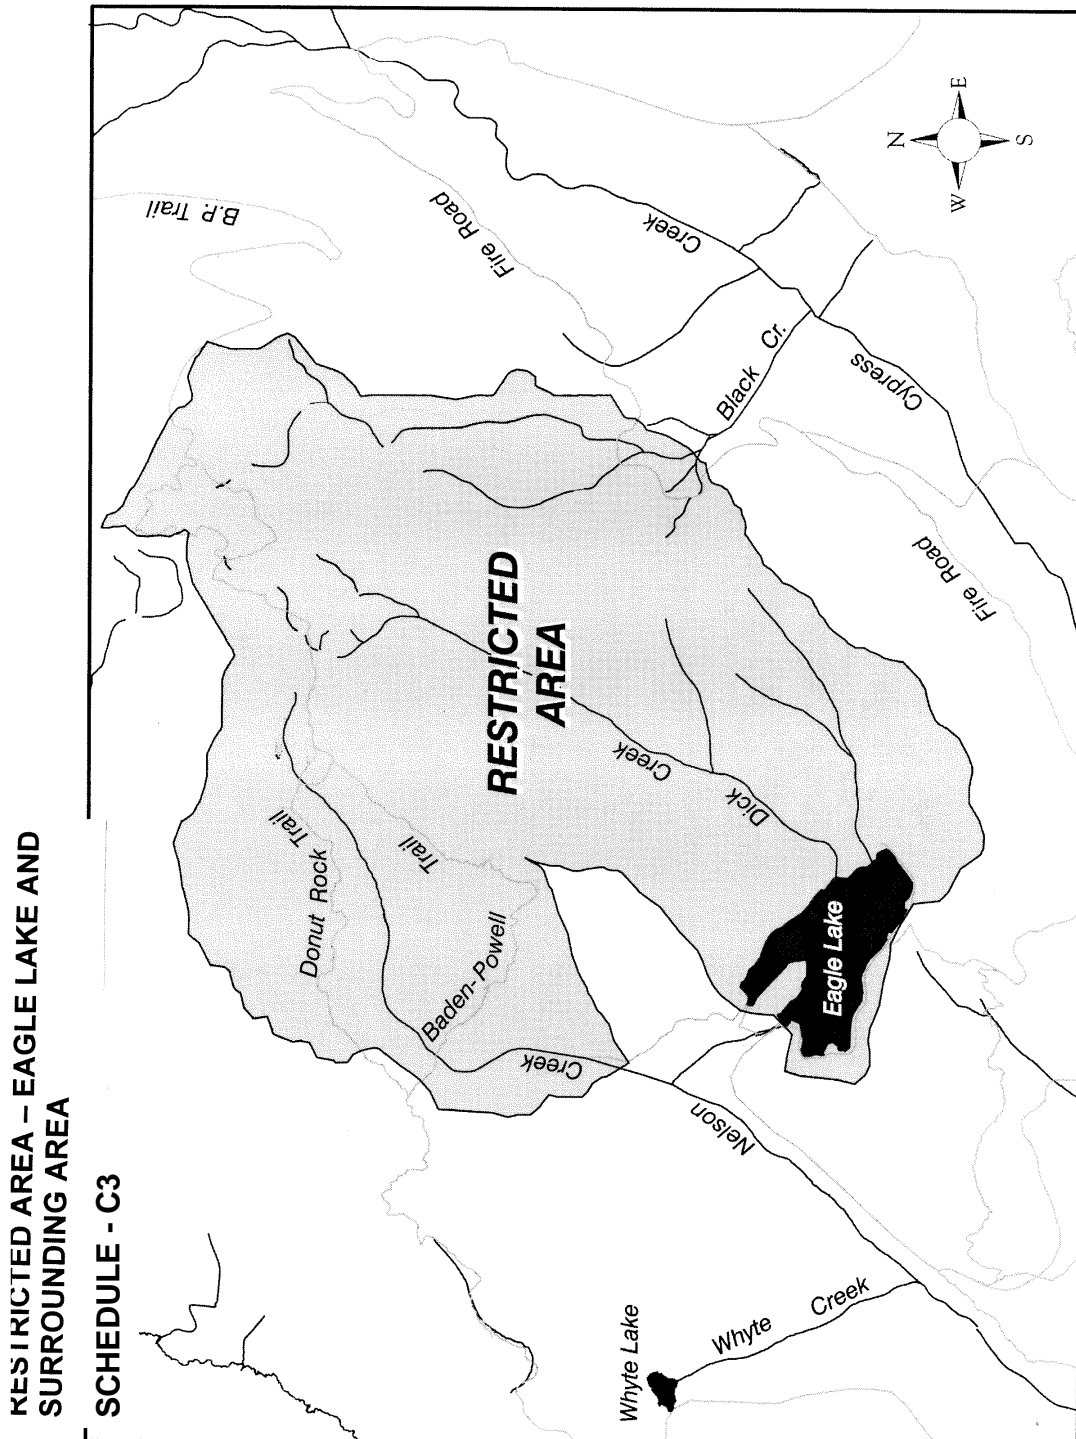 RESTRICTED AREA – EAGLE LAKE AND
SURROUNDING AREA
SCHEDULE - C3
B.P. Trail
Fire Road
Creek
N
E
S
W
Black Cr.
Cypress
Fire Road
RESTRICTED
AREA
Donut Rock Trail
Baden-Powell Trail
Dick Creek
Eagle Lake
Nelson Creek
Whyte Lake
Whyte Creek